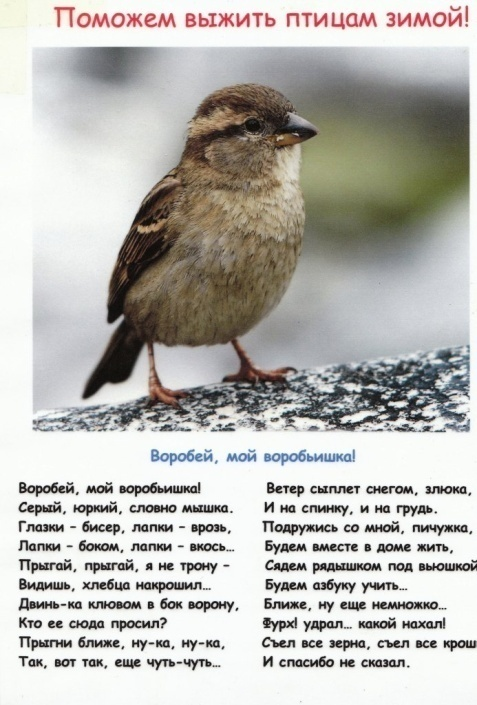 Поможем выжить птицам зимой!
Воробей, мой воробьишка!
Воробей, мой воробьишка!
Серый, юркий, словно мышка.
Глазки – бисер, лапки – врозь,
Лапки – боком, лапки – вкось...
Прыгай, прыгай, я не трону –
Видишь, хлебца накрошил...
Двинь-ка клювом в бок ворону,
Кто ее сюда просил?
Прыгни ближе, ну-ка, ну-ка,
Так, вот так, еще чуть-чуть...
Ветер сыплет снегом, злюка,
И на спинку, и на грудь.
Подружись со мной, пичужка,
Будем вместе в доме жить,
Сядем рядышком под вьюшкой
Будем азбуку учить...
Ближе, ну еще немножко...
Фурх! удрал... какой нахал!
Съел все зерна, съел все крош
И спасибо не сказал.